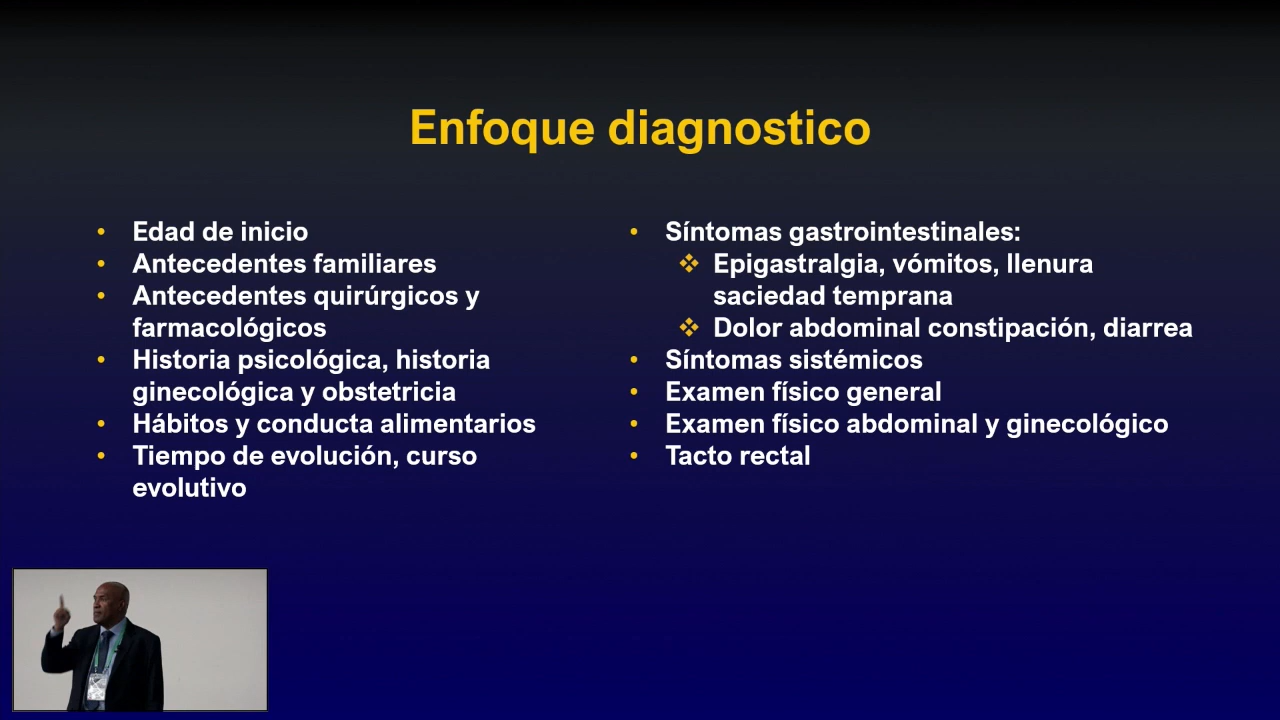 Enfoque diagnostico
• Edad de inicio
• Antecedentes familiares
• Antecedentes quirúrgicos y
farmacológicos
• Historia psicológica, historia
ginecológica y obstetricia
• Hábitos y conducta alimentarios
• Tiempo de evolución, curso
evolutivo
• Síntomas gastrointestinales:
❖ Epigastralgia, vómitos, llenura
saciedad temprana
❖ Dolor abdominal constipación, diarrea
• Síntomas sistémicos
• Examen físico general
• Examen físico abdominal y ginecológico
• Tacto rectal